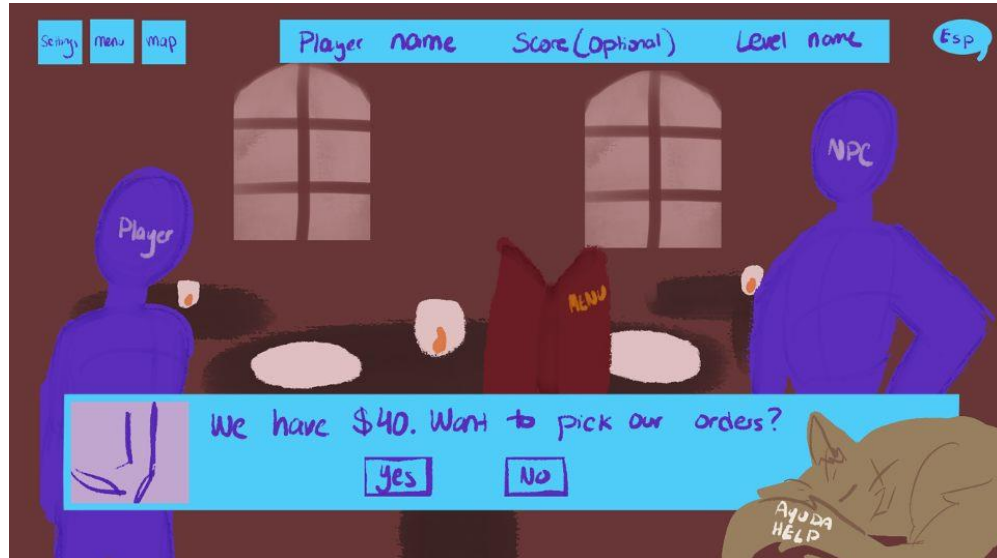 Settings
menu
map
Player name
Score (optional)
Level name
Esp
Player
NPC
MENU
We have $40. Want to pick our orders?
Yes
No
AYUDA
HELP